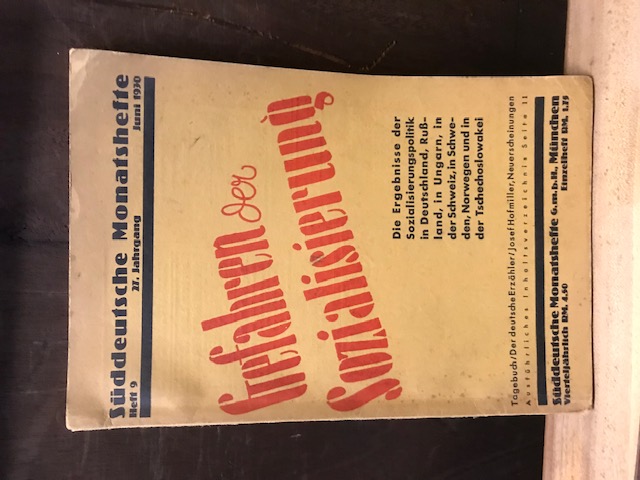 Süddeutsche Monatshefte
Heft 9 27. Jahrgang Juni 1930
Gefahren der
Sozialisierung
Die Ergebnisse der
Sozialisierungspolitik
in Deutschland, Ruß-
land, in Ungarn, in
der Schweiz, in Schwe-
den, Norwegen und in
der Tschechoslowakei
Tagebuch/Der deutsche Erzähler/Josef Hofmiller, Neuerscheinungen
Ausführliches Inhaltsverzeichnis Seite II
Süddeutsche Monatshefte G.m.b.H., München
Vierteljährlich RM. 4.50 Einzelheft RM. 1.75